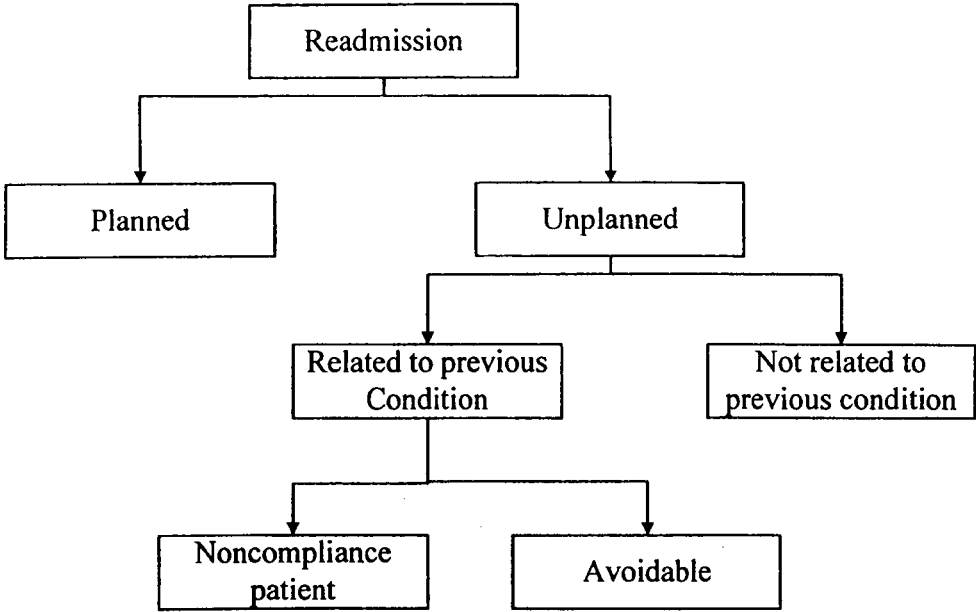 Readmission
Planned
Unplanned
Related to previous
Condition
Not related to
previous condition
Noncompliance
patient
Avoidable